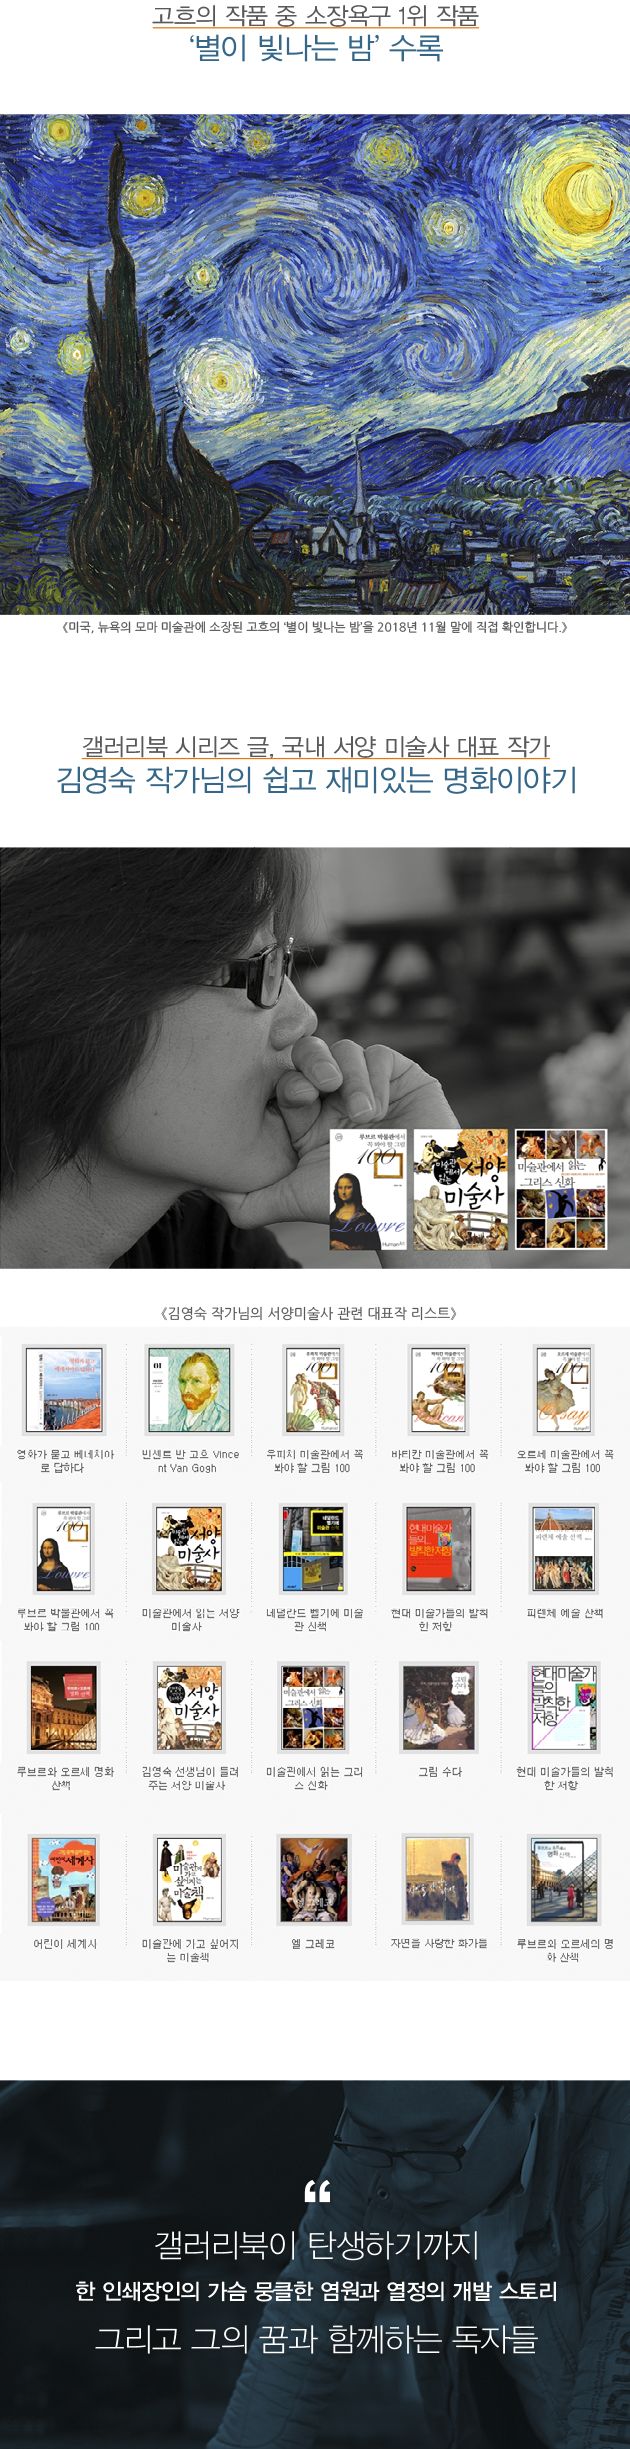 고흐의 작품 중 소장욕구 1위 작품
‘별이 빛나는 밤’ 수록
《미국, 뉴욕의 모마 미술관에 소장된 고흐의 ‘별이 빛나는 밤’을 2018년 11월 말에 직접 확인합니다.》
갤러리북 시리즈 글, 국내 서양 미술사 대표 작가
김영숙 작가님의 쉽고 재미있는 명화이야기
루브르 박물관에서
꼭 봐야 할 그림
100
Louvre
미술관에서 읽는
서양
미술사
미술관에서 읽는
그리스 신화
《김영숙 작가님의 서양미술사 관련 대표작 리스트》
영화가 묻고 베네치아
로 답하다
빈센트 반 고흐 Vince
nt Van Gogh
우피치 미술관에서 꼭
봐야 할 그림 100
바티칸 미술관에서 꼭
봐야 할 그림 100
오르세 미술관에서 꼭
봐야 할 그림 100
루브르 박물관에서 꼭
봐야 할 그림 100
미술관에서 읽는 서양
미술사
네덜란드 벨기에 미술
관 산책
현대 미술가들의 발칙
한 저항
피렌체 예술 산책
루브르와 오르세 명화
산책
김영숙 선생님이 들려
주는 서양 미술사
미술관에서 읽는 그리
스 신화
그림 수다
현대 미술가들의 발칙
한 저항
어린이 세계사
미술관에 가고 싶어지
는 미술책
엘 그레코
자연을 사랑한 화가들
루브르와 오르세의 명
화 산책
“
갤러리북이 탄생하기까지
한 인쇄장인의 가슴 뭉클한 염원과 열정의 개발 스토리
그리고 그의 꿈과 함께하는 독자들